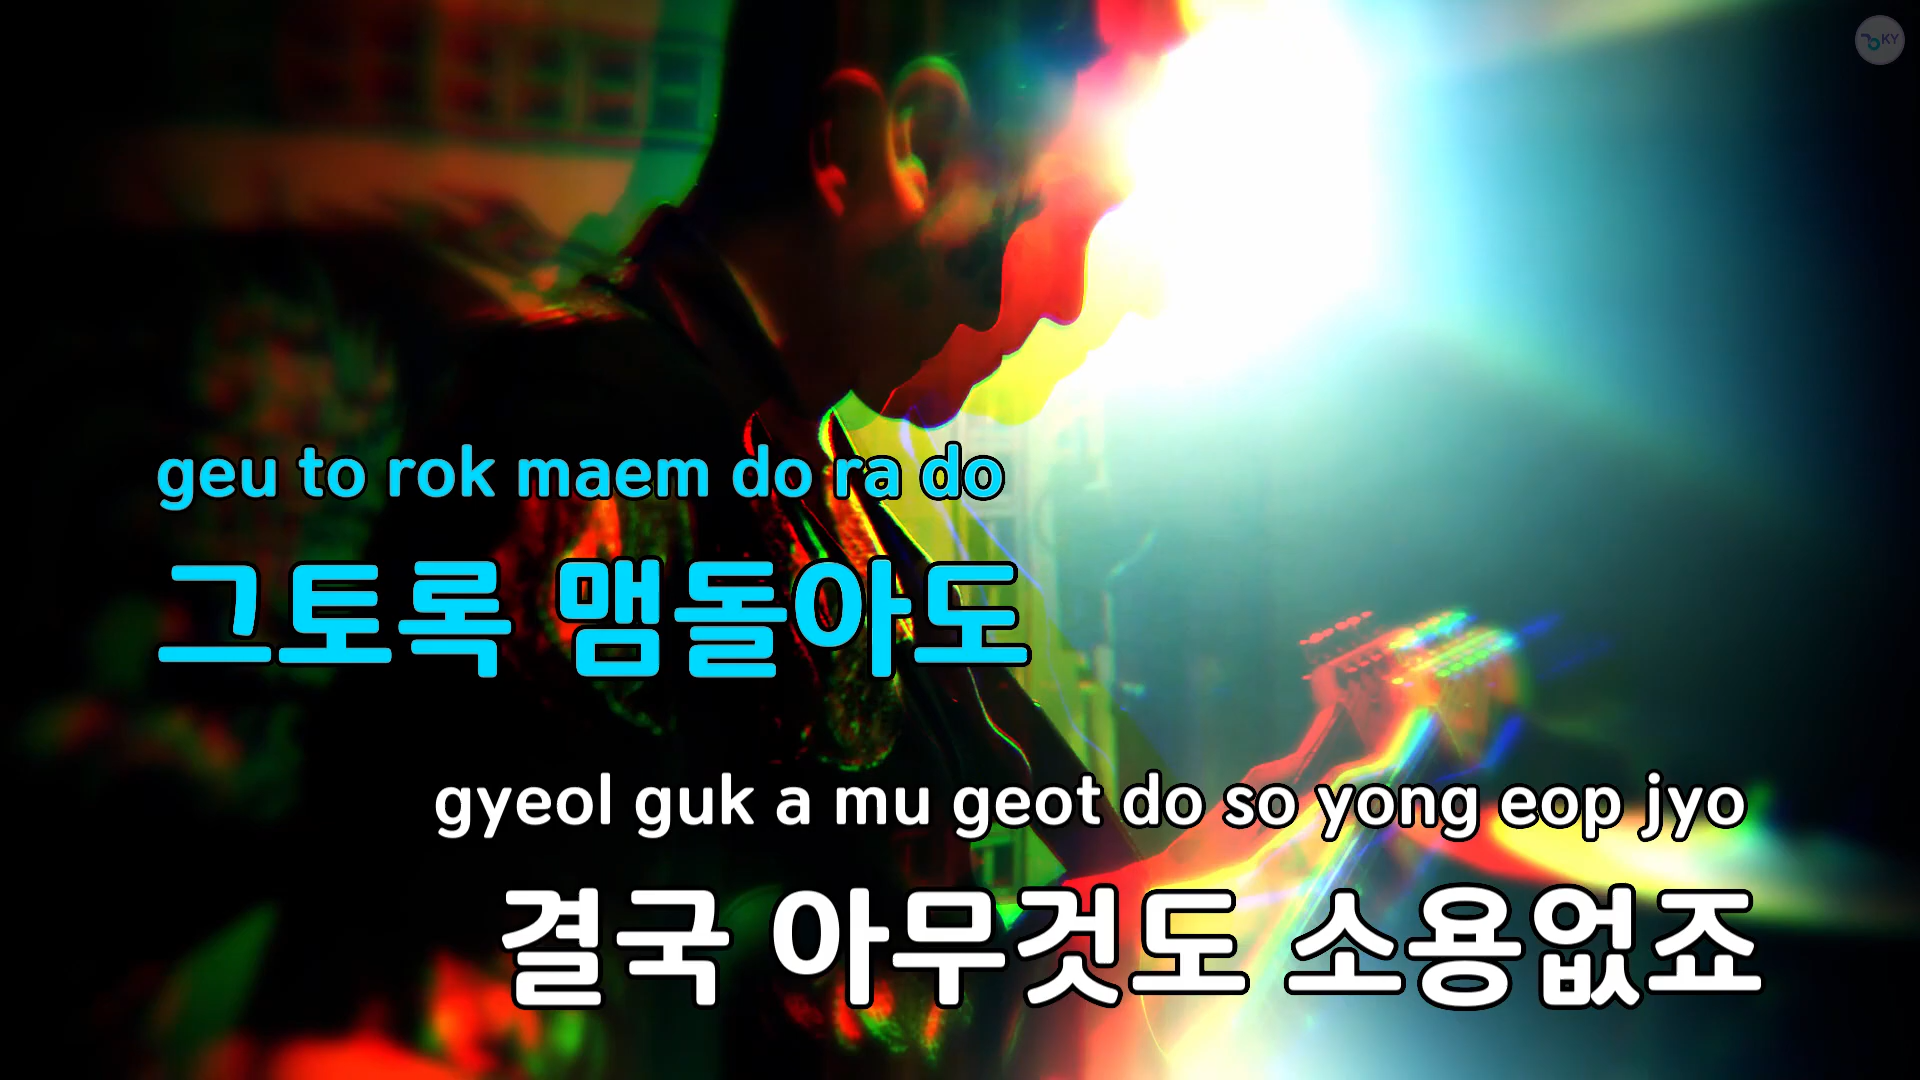 KY
geu to rok maem do ra do
그토록 맴돌아도
gyeol guk a mu geot do so yong eop jyo
결국 아무것도 소용없죠